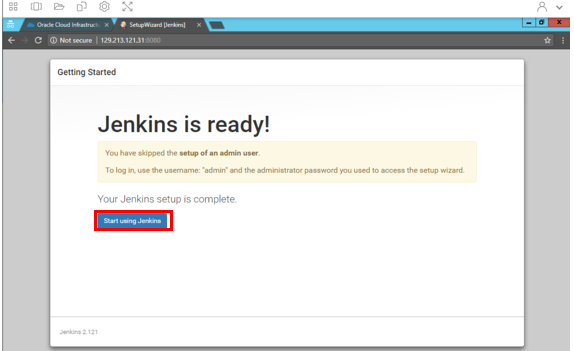 Oracle Cloud Infrastruct
SetupWizard [Jenkins]
Not secure | 129.213.121.31:8080
Getting Started
Jenkins is ready!
You have skipped the setup of an admin user.
To log in, use the username: "admin" and the administrator password you used to access the setup wizard.
Your Jenkins setup is complete.
Start using Jenkins
Jenkins 2.121